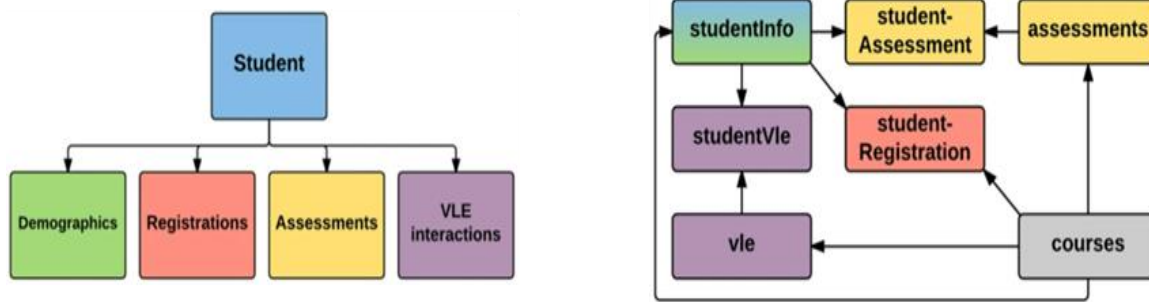 Student
Demographics
Registrations
Assessments
VLE
interactions
studentInfo
student-
Assessment
assessments
studentVle
student-
Registration
vle
courses